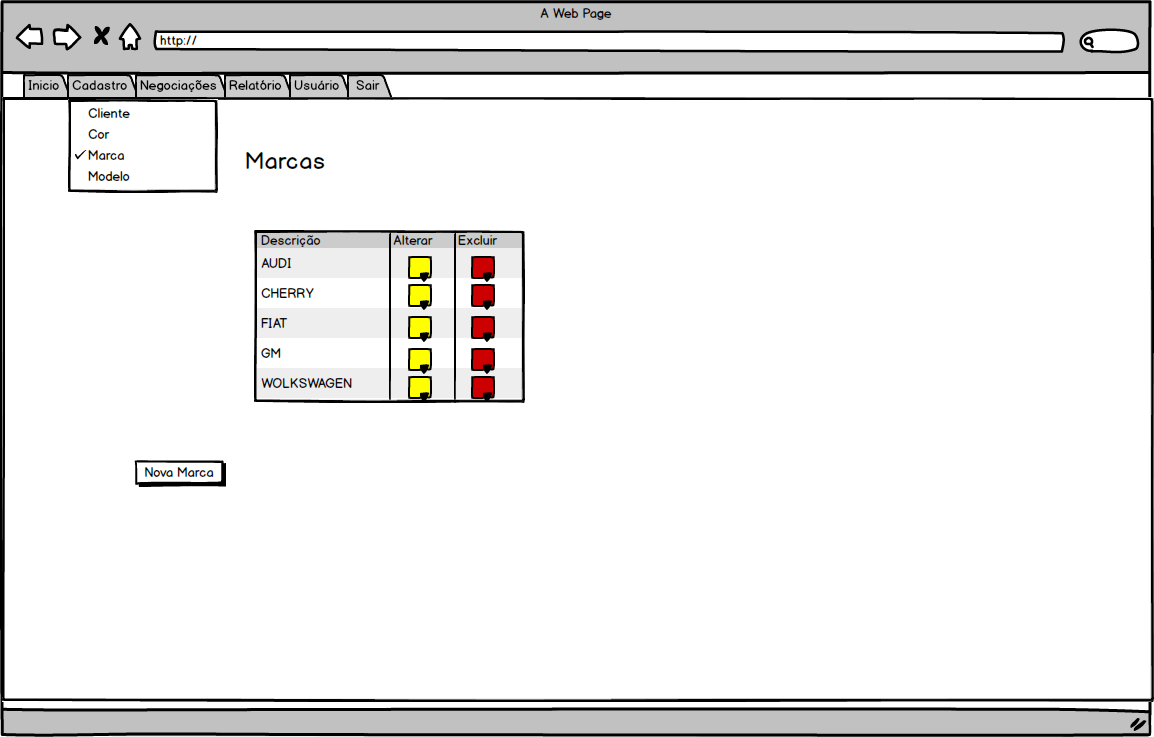 A Web Page
http://
Inicio Cadastro Negociações Relatório Usuário Sair
Cliente
Cor
Marca
Modelo
Marcas
Descrição Alterar Excluir
AUDI
CHERRY
FIAT
GM
WOLKSWAGEN
Nova Marca